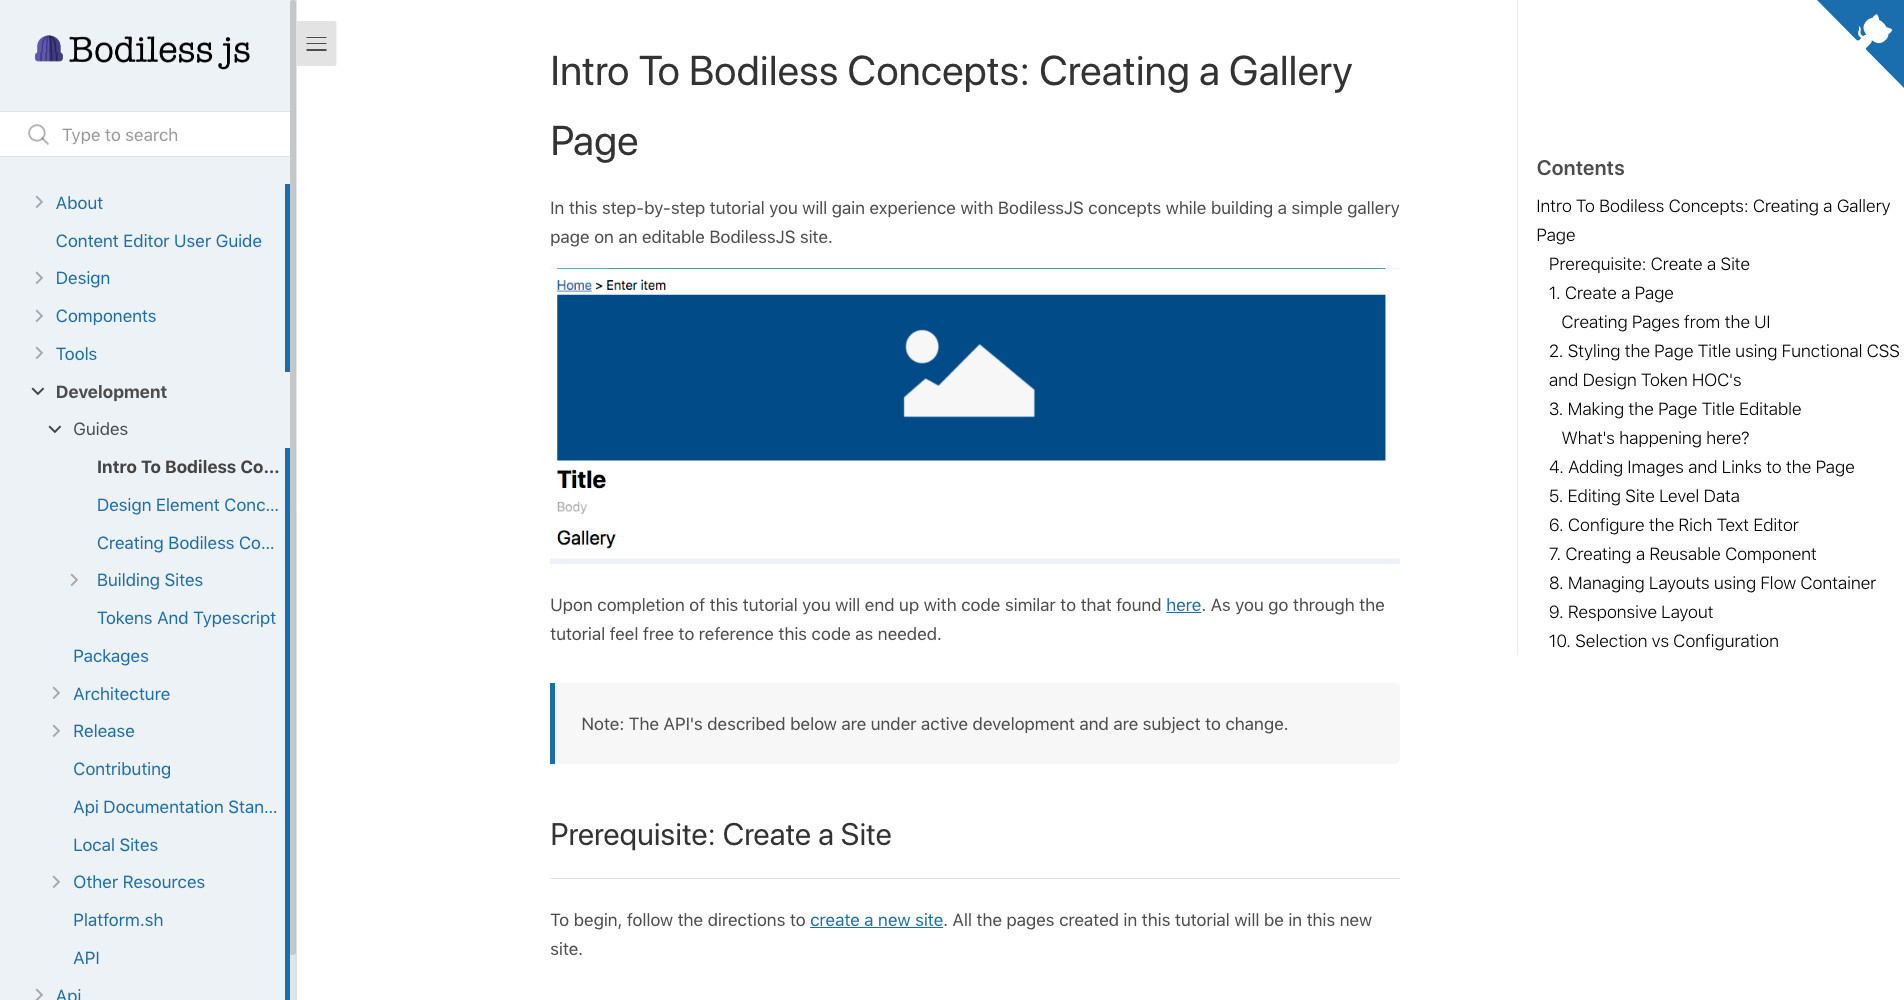 Bodiless js
Type to search
About
Content Editor User Guide
Design
Components
Tools
Development
Guides
Intro To Bodiless Co...
Design Element Conc...
Creating Bodiless Co...
Building Sites
Tokens And Typescript
Packages
Architecture
Release
Contributing
Api Documentation Stan...
Local Sites
Other Resources
Platform.sh
API
Api
Intro To Bodiless Concepts: Creating a Gallery
Page
In this step-by-step tutorial you will gain experience with BodilessJS concepts while building a simple gallery
page on an editable BodilessJS site.
Home > Enter item
Title
Body
Gallery
Upon completion of this tutorial you will end up with code similar to that found here. As you go through the
tutorial feel free to reference this code as needed.
Note: The API's described below are under active development and are subject to change.
Prerequisite: Create a Site
To begin, follow the directions to create a new site. All the pages created in this tutorial will be in this new
site.
Contents
Intro To Bodiless Concepts: Creating a Gallery
Page
Prerequisite: Create a Site
1. Create a Page
Creating Pages from the UI
2. Styling the Page Title using Functional CSS
and Design Token HOC's
3. Making the Page Title Editable
What's happening here?
4. Adding Images and Links to the Page
5. Editing Site Level Data
6. Configure the Rich Text Editor
7. Creating a Reusable Component
8. Managing Layouts using Flow Container
9. Responsive Layout
10. Selection vs Configuration